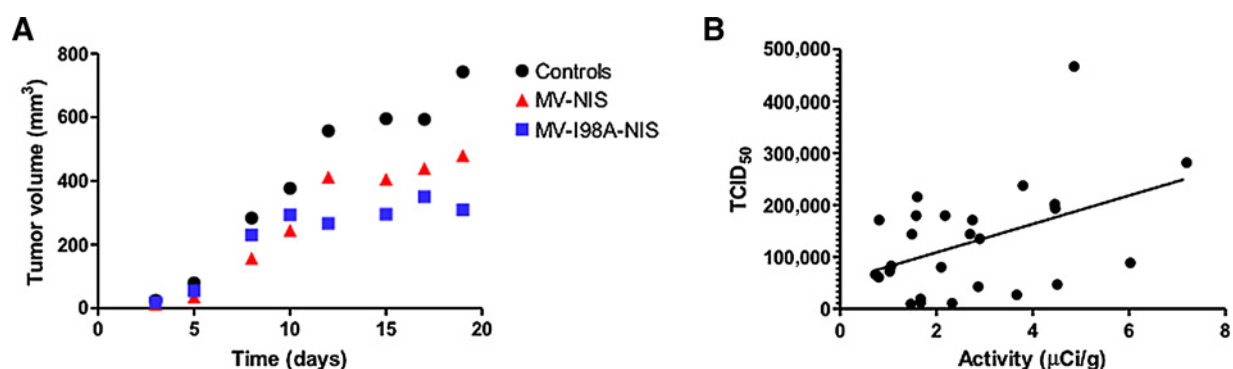 A
Tumor volume (mm³)
800
600
400
200
0
0 5 10 15 20
Time (days)
Controls
MV-NIS
MV-I98A-NIS
B
TCID₅₀
500,000
400,000
300,000
200,000
100,000
0
0 2 4 6 8
Activity (µCi/g)